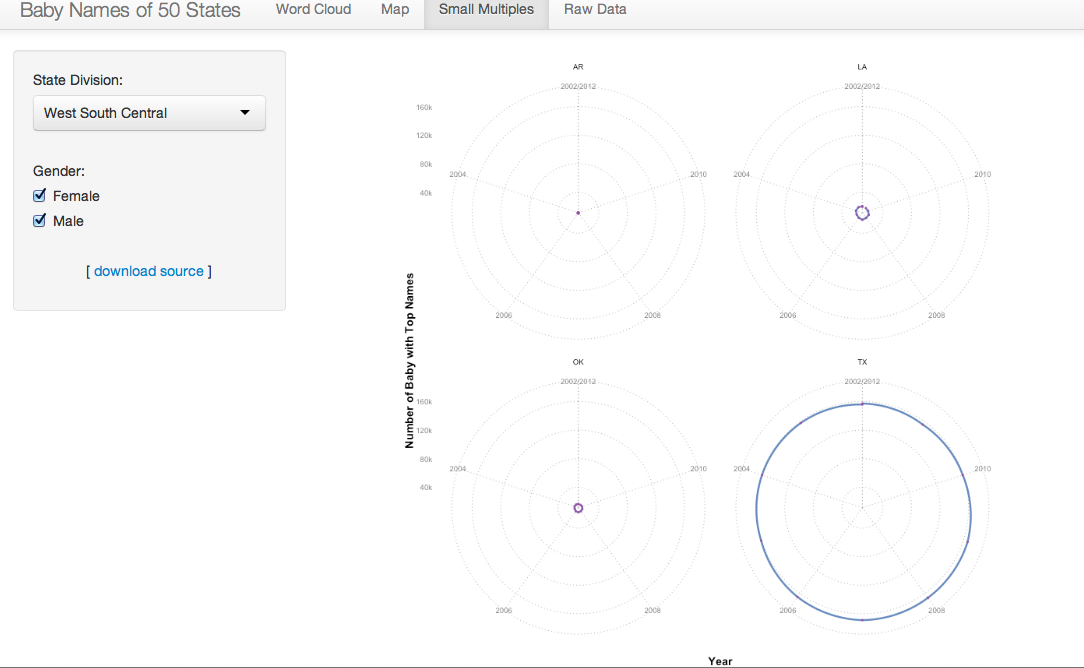 Baby Names of 50 States
Word Cloud
Map
Small Multiples
Raw Data
State Division:
West South Central
Gender:
Female
Male
[ download source ]
Number of Baby with Top Names
AR
2002/2012
160k
120k
80k
40k
2004
2010
2006
2008
LA
2002/2012
2004
2010
2006
2008
OK
2002/2012
160k
120k
80k
40k
2004
2010
2006
2008
TX
2002/2012
2004
2010
2006
2008
Year